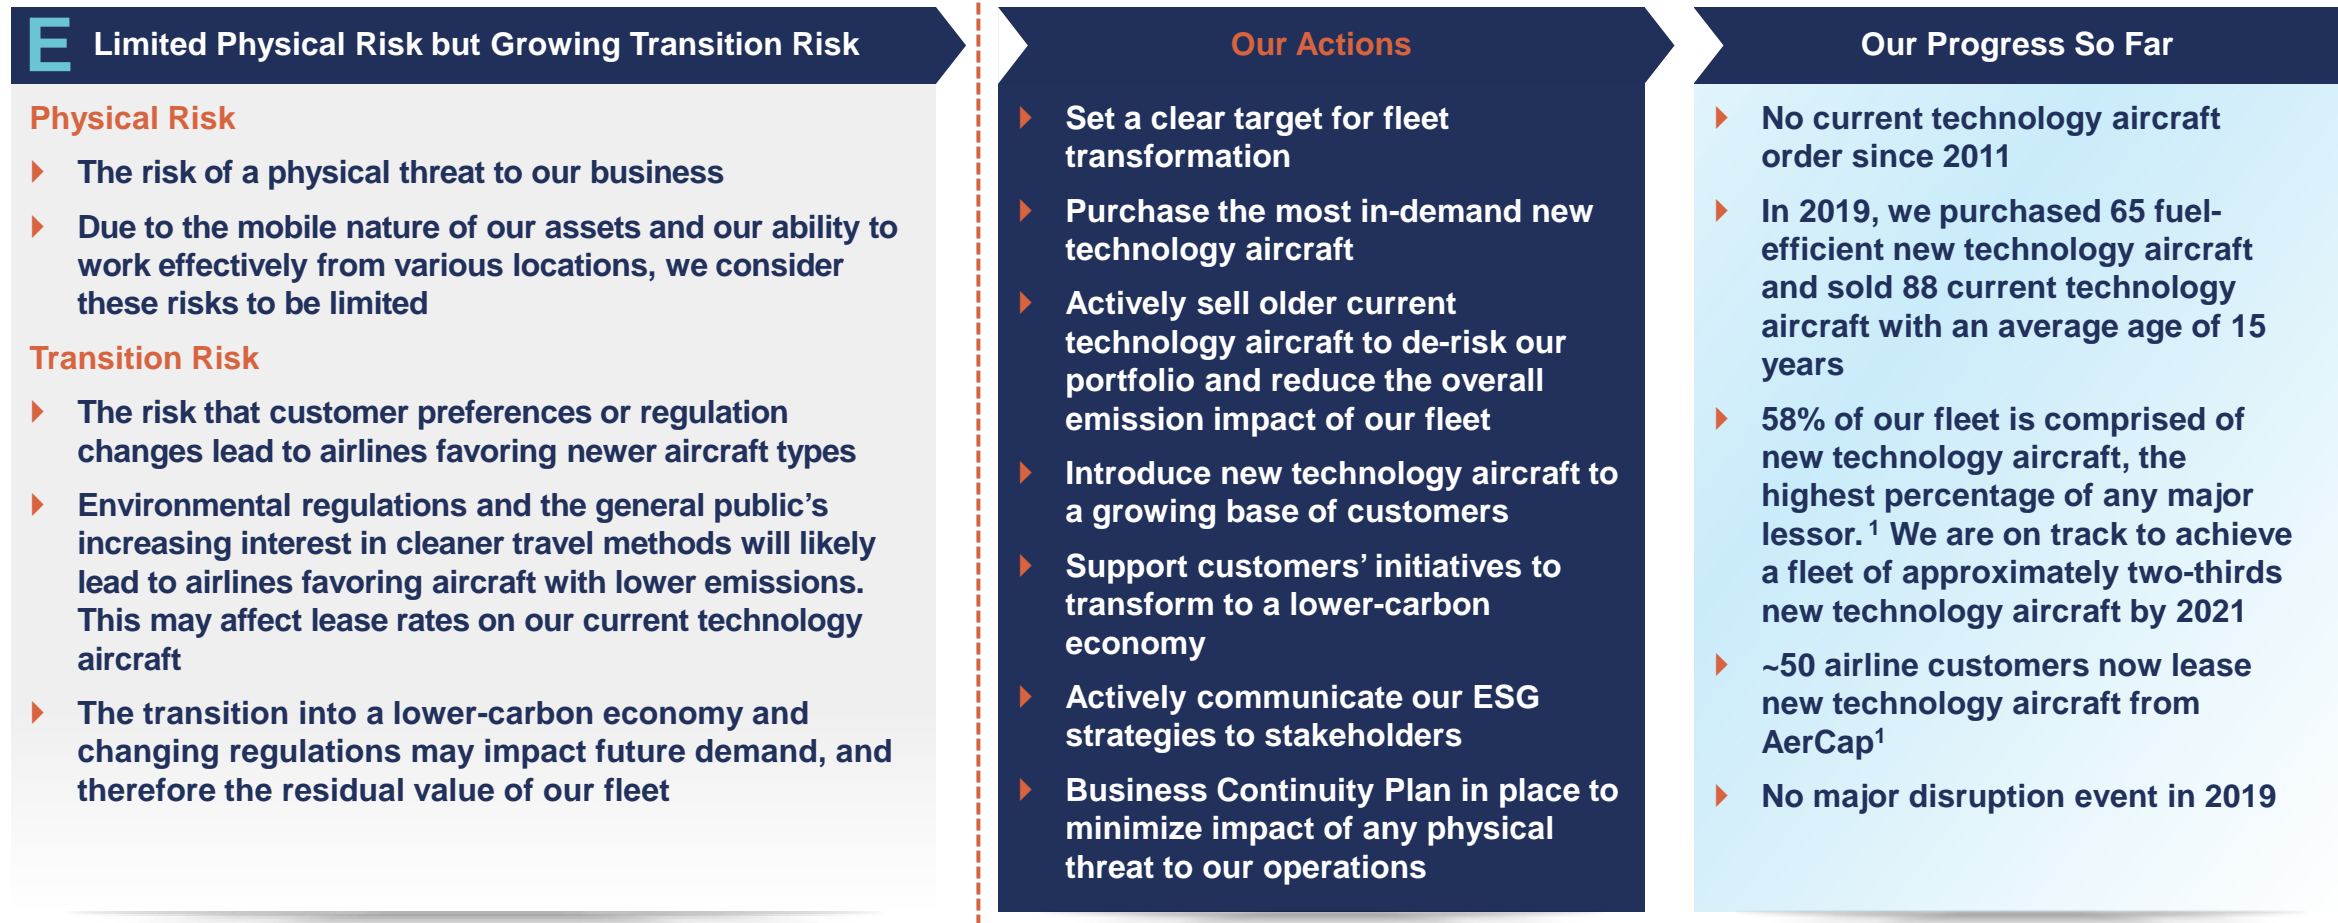 E Limited Physical Risk but Growing Transition Risk
Physical Risk
The risk of a physical threat to our business
Due to the mobile nature of our assets and our ability to
work effectively from various locations, we consider
these risks to be limited
Transition Risk
The risk that customer preferences or regulation
changes lead to airlines favoring newer aircraft types
Environmental regulations and the general public’s
increasing interest in cleaner travel methods will likely
lead to airlines favoring aircraft with lower emissions.
This may affect lease rates on our current technology
aircraft
The transition into a lower-carbon economy and
changing regulations may impact future demand, and
therefore the residual value of our fleet
Our Actions
Set a clear target for fleet
transformation
Purchase the most in-demand new
technology aircraft
Actively sell older current
technology aircraft to de-risk our
portfolio and reduce the overall
emission impact of our fleet
Introduce new technology aircraft to
a growing base of customers
Support customers’ initiatives to
transform to a lower-carbon
economy
Actively communicate our ESG
strategies to stakeholders
Business Continuity Plan in place to
minimize impact of any physical
threat to our operations
Our Progress So Far
No current technology aircraft
order since 2011
In 2019, we purchased 65 fuel-
efficient new technology aircraft
and sold 88 current technology
aircraft with an average age of 15
years
58% of our fleet is comprised of
new technology aircraft, the
highest percentage of any major
lessor. 1 We are on track to achieve
a fleet of approximately two-thirds
new technology aircraft by 2021
~50 airline customers now lease
new technology aircraft from
AerCap1
No major disruption event in 2019